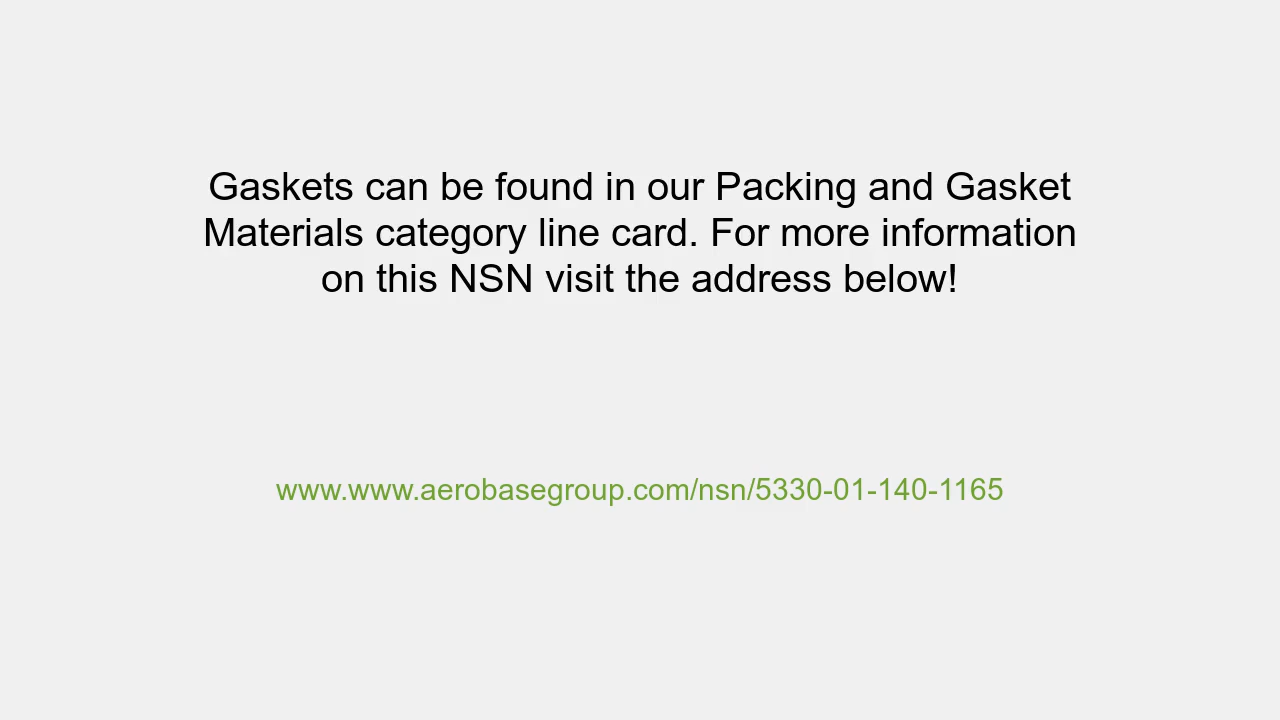 Gaskets can be found in our Packing and Gasket
Materials category line card. For more information
on this NSN visit the address below!
www.www.aerobasegroup.com/nsn/5330-01-140-1165